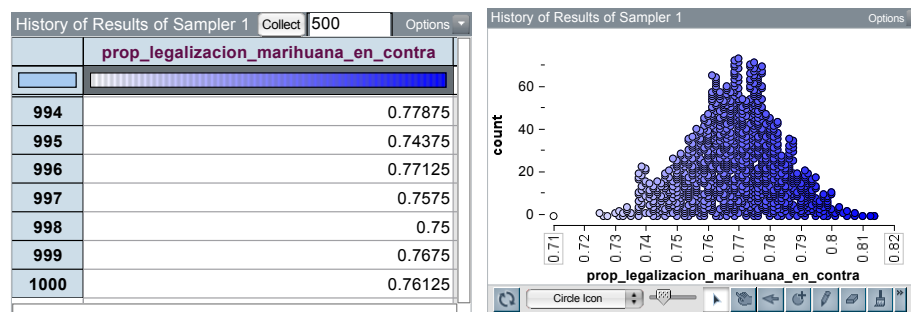 History of Results of Sampler 1 Collect 500 Options
prop_legalizacion_marihuana_en_contra
994 0.77875
995 0.74375
996 0.77125
997 0.7575
998 0.75
999 0.7675
1000 0.76125
History of Results of Sampler 1 Options
60
40
20
0
count
0.71 0.72 0.73 0.74 0.75 0.76 0.77 0.78 0.79 0.8 0.81 0.82
prop_legalizacion_marihuana_en_contra
Circle Icon